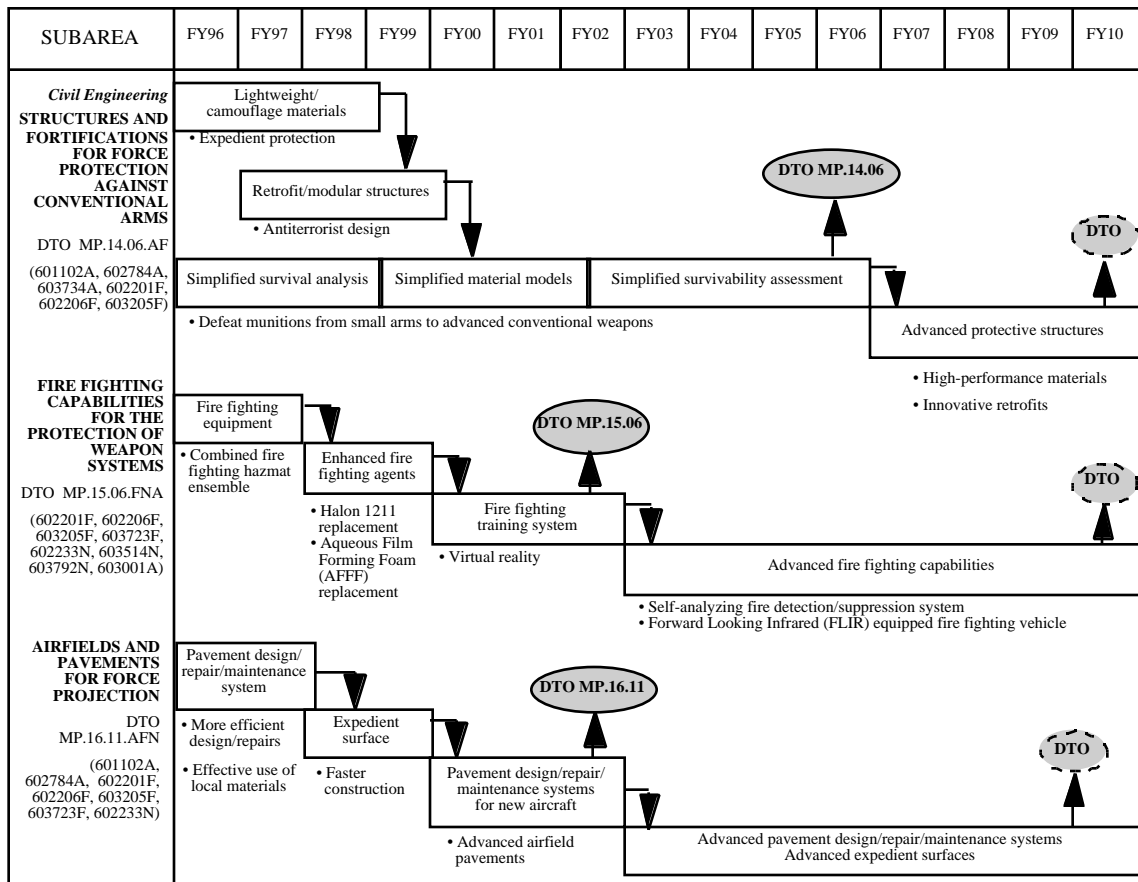 SUBAREA FY96 FY97 FY98 FY99 FY00 FY01 FY02 FY03 FY04 FY05 FY06 FY07 FY08 FY09 FY10
Civil Engineering
STRUCTURES AND
FORTIFICATIONS
FOR FORCE
PROTECTION
AGAINST
CONVENTIONAL
ARMS
DTO MP.14.06.AF
(601102A, 602784A,
603734A, 602201F,
602206F, 603205F)
Lightweight/
camouflage materials
• Expedient protection
Retrofit/modular structures
• Antiterrorist design
DTO MP.14.06
DTO
Simplified survival analysis
Simplified material models
Simplified survivability assessment
• Defeat munitions from small arms to advanced conventional weapons
Advanced protective structures
• High-performance materials
• Innovative retrofits
FIRE FIGHTING
CAPABILITIES
FOR THE
PROTECTION OF
WEAPON
SYSTEMS
DTO MP.15.06.FNA
(602201F, 602206F,
603205F, 603723F,
602233N, 603514N,
603792N, 603001A)
Fire fighting
equipment
• Combined fire
fighting hazmat
ensemble
Enhanced fire
fighting agents
• Halon 1211
replacement
• Aqueous Film
Forming Foam
(AFFF)
replacement
DTO MP.15.06
DTO
Fire fighting
training system
• Virtual reality
Advanced fire fighting capabilities
• Self-analyzing fire detection/suppression system
• Forward Looking Infrared (FLIR) equipped fire fighting vehicle
AIRFIELDS AND
PAVEMENTS
FOR FORCE
PROJECTION
DTO
MP.16.11.AFN
(601102A,
602784A, 602201F,
602206F, 603205F,
603723F, 602233N)
Pavement design/
repair/maintenance
system
• More efficient
design/repairs
• Effective use of
local materials
Expedient
surface
• Faster
construction
DTO MP.16.11
DTO
Pavement design/repair/
maintenance systems
for new aircraft
• Advanced airfield
pavements
Advanced pavement design/repair/maintenance systems
Advanced expedient surfaces